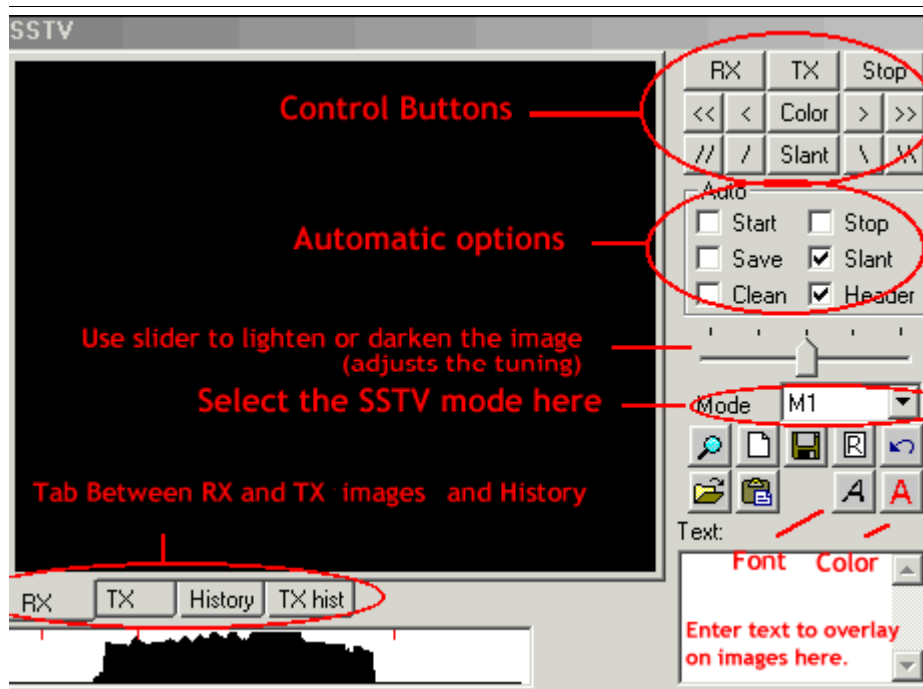 SSTV
RX TX Stop
<< < Color > >>
// / Slant \ \\
Control Buttons
Auto
Start Stop
Save Slant
Clean Header
Automatic options
Use slider to lighten or darken the image
(adjusts the tuning)
Select the SSTV mode here
Mode M1
R
A A
Tab Between RX and TX images and History
Text:
Font Color
Enter text to overlay
on images here.
RX TX History TX hist